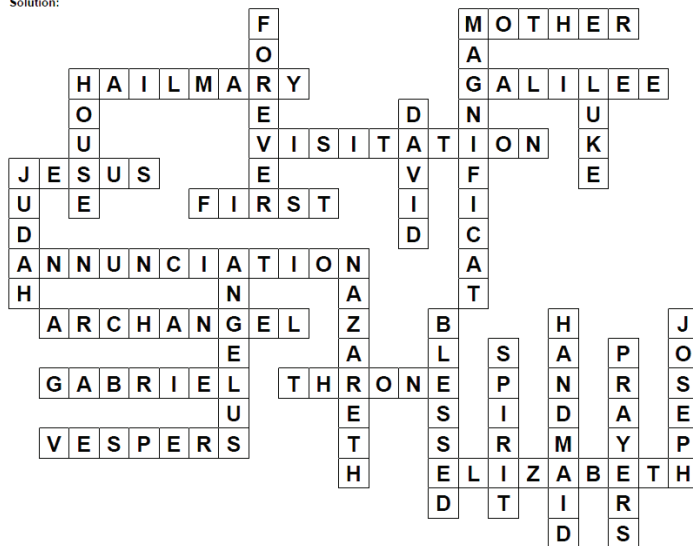 Solution:
FOREVER
MOTHER
MAGNIFICAT
HAILMARY
HOUSE
GALILEE
LUKE
DAVID
VISITATION
JESUS
JUDAH
FIRST
ANNUNCIATION
ANGELUS
NAZARETH
ARCHANGEL
BLESSED
HANDMAID
JOSEPH
SPIRIT
PRAYERS
GABRIEL
THRONE
VESPERS
ELIZABETH